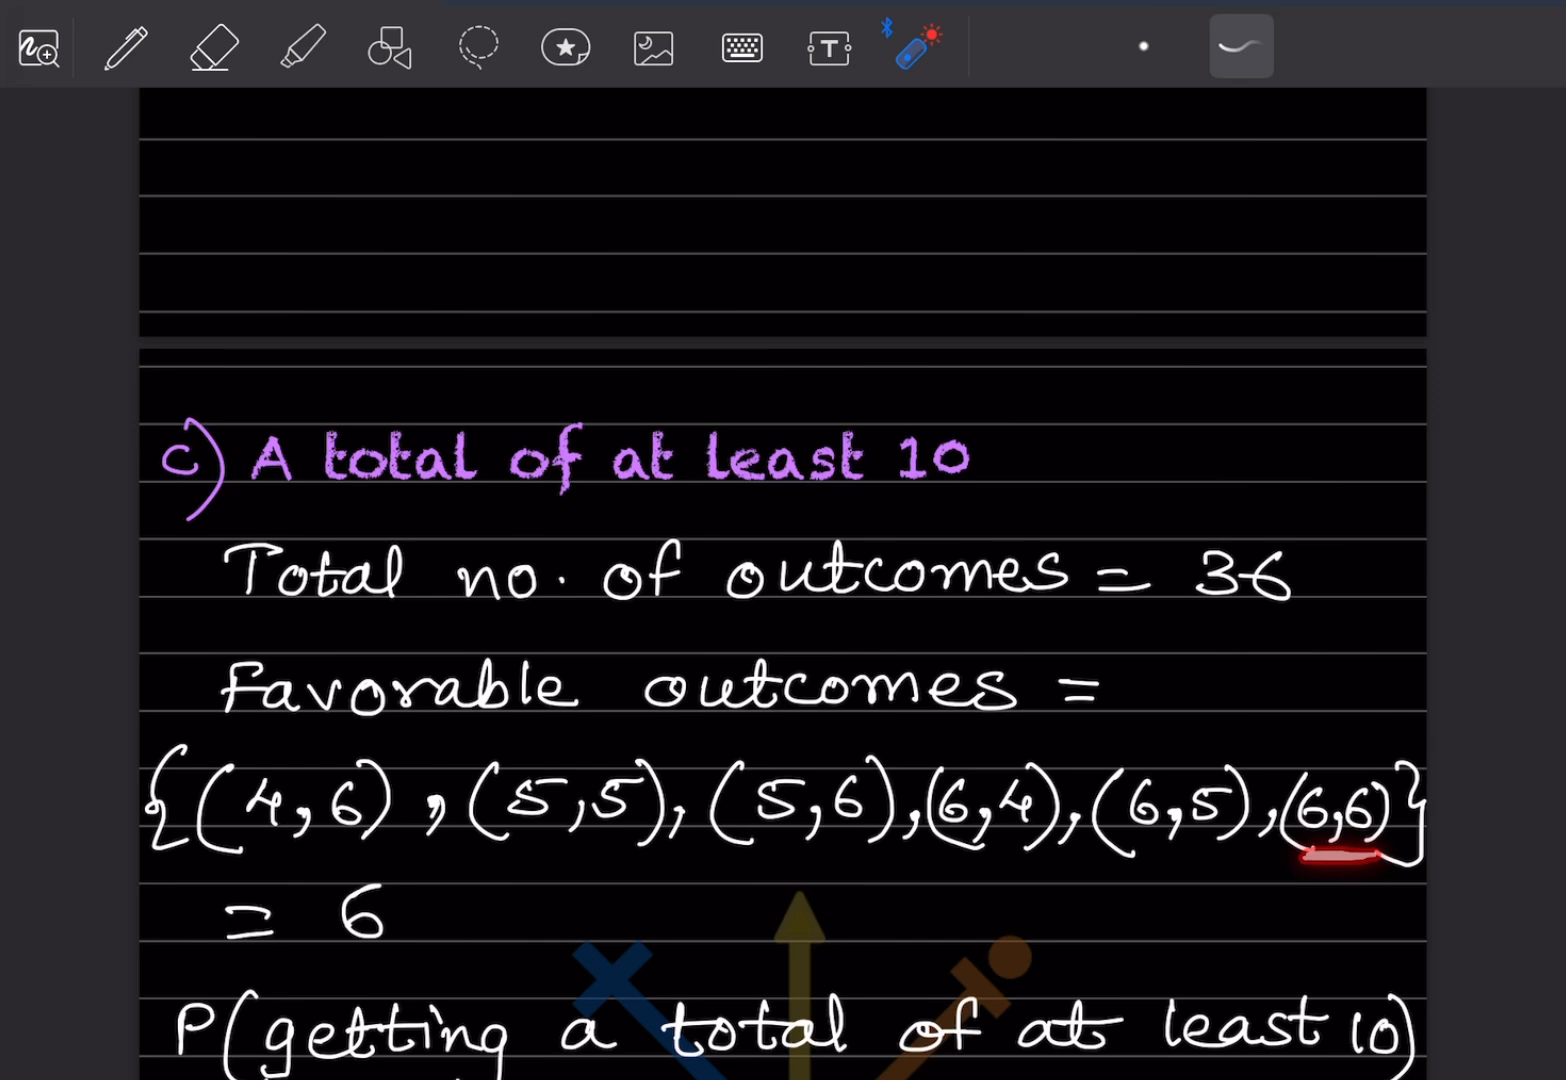 c) A total of at least 10
Total no. of outcomes = 36
Favorable outcomes =
{(4,6), (5,5), (5,6), (6,4), (6,5), (6,6)}
= 6
P(getting a total of at least 10)